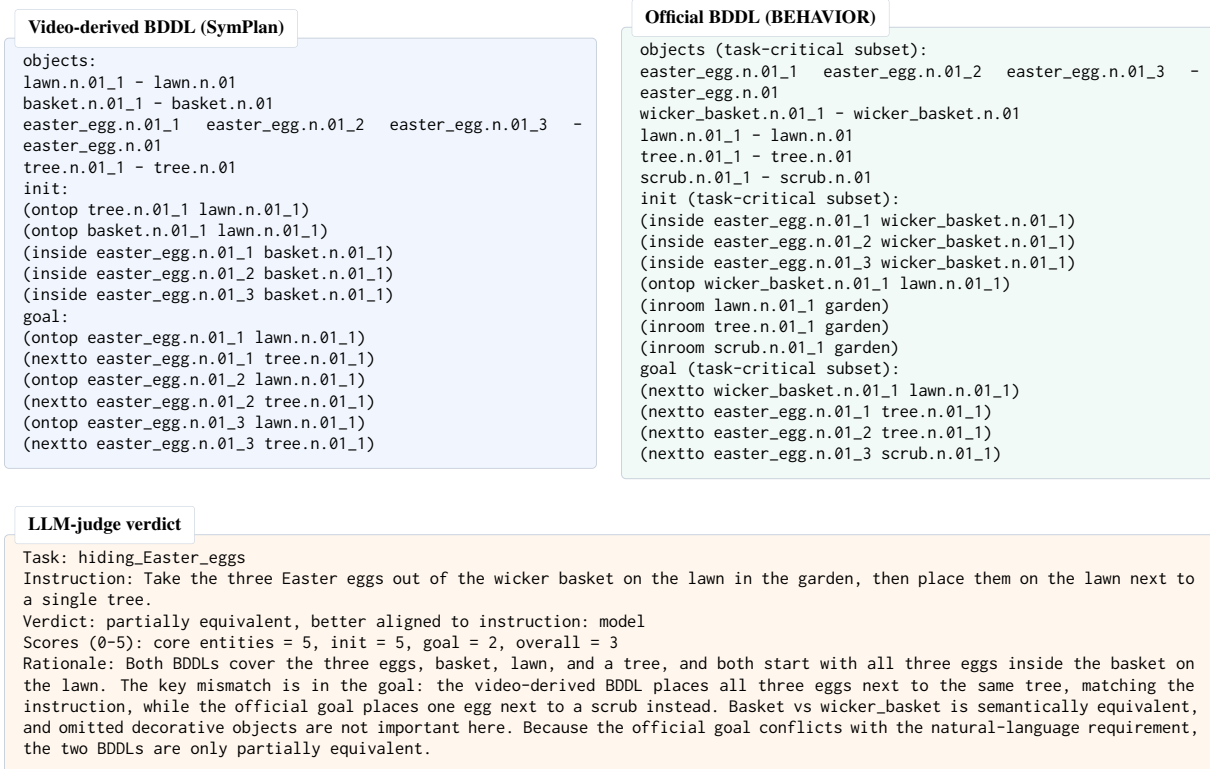 Video-derived BDDL (SymPlan)
objects:
lawn.n.01_1 - lawn.n.01
basket.n.01_1 - basket.n.01
easter_egg.n.01_1 easter_egg.n.01_2 easter_egg.n.01_3 -
easter_egg.n.01
tree.n.01_1 - tree.n.01
init:
(ontop tree.n.01_1 lawn.n.01_1)
(ontop basket.n.01_1 lawn.n.01_1)
(inside easter_egg.n.01_1 basket.n.01_1)
(inside easter_egg.n.01_2 basket.n.01_1)
(inside easter_egg.n.01_3 basket.n.01_1)
goal:
(ontop easter_egg.n.01_1 lawn.n.01_1)
(nextto easter_egg.n.01_1 tree.n.01_1)
(ontop easter_egg.n.01_2 lawn.n.01_1)
(nextto easter_egg.n.01_2 tree.n.01_1)
(ontop easter_egg.n.01_3 lawn.n.01_1)
(nextto easter_egg.n.01_3 tree.n.01_1)
Official BDDL (BEHAVIOR)
objects (task-critical subset):
easter_egg.n.01_1 easter_egg.n.01_2 easter_egg.n.01_3 -
easter_egg.n.01
wicker_basket.n.01_1 - wicker_basket.n.01
lawn.n.01_1 - lawn.n.01
tree.n.01_1 - tree.n.01
scrub.n.01_1 - scrub.n.01
init (task-critical subset):
(inside easter_egg.n.01_1 wicker_basket.n.01_1)
(inside easter_egg.n.01_2 wicker_basket.n.01_1)
(inside easter_egg.n.01_3 wicker_basket.n.01_1)
(ontop wicker_basket.n.01_1 lawn.n.01_1)
(inroom lawn.n.01_1 garden)
(inroom tree.n.01_1 garden)
(inroom scrub.n.01_1 garden)
goal (task-critical subset):
(nextto wicker_basket.n.01_1 lawn.n.01_1)
(nextto easter_egg.n.01_1 tree.n.01_1)
(nextto easter_egg.n.01_2 tree.n.01_1)
(nextto easter_egg.n.01_3 scrub.n.01_1)
LLM-judge verdict
Task: hiding_Easter_eggs
Instruction: Take the three Easter eggs out of the wicker basket on the lawn in the garden, then place them on the lawn next to
a single tree.
Verdict: partially equivalent, better aligned to instruction: model
Scores (0-5): core entities = 5, init = 5, goal = 2, overall = 3
Rationale: Both BDDLs cover the three eggs, basket, lawn, and a tree, and both start with all three eggs inside the basket on
the lawn. The key mismatch is in the goal: the video-derived BDDL places all three eggs next to the same tree, matching the
instruction, while the official goal places one egg next to a scrub instead. Basket vs wicker_basket is semantically equivalent,
and omitted decorative objects are not important here. Because the official goal conflicts with the natural-language requirement,
the two BDDLs are only partially equivalent.